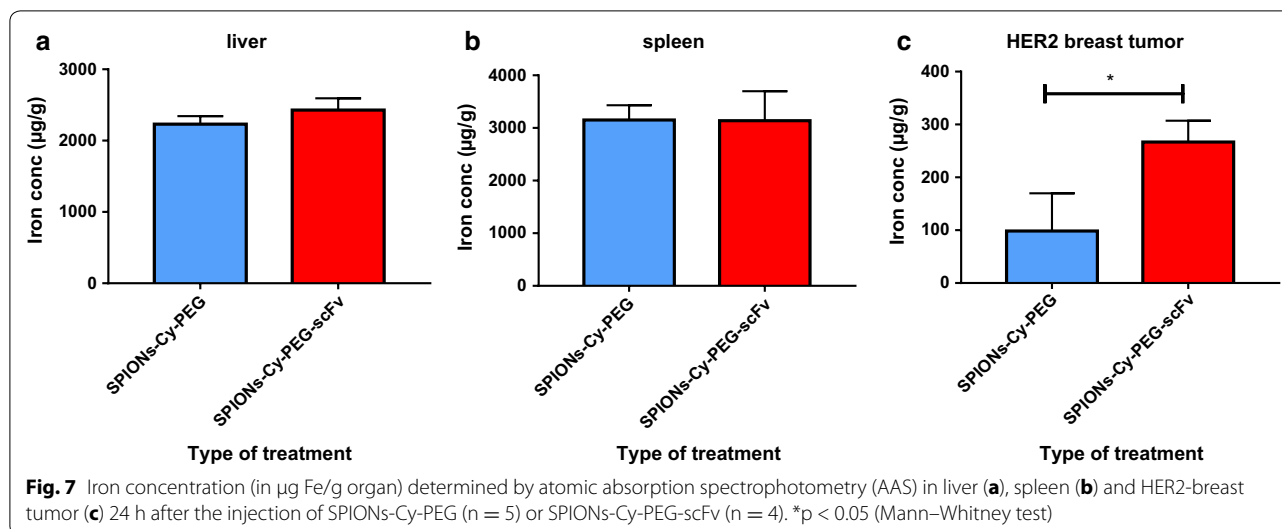 a
liver
Iron conc (µg/g)
3000
2000
1000
0
SPIONs-Cy-PEG
SPIONs-Cy-PEG-scFv
Type of treatment
b
spleen
Iron conc (µg/g)
4000
3000
2000
1000
0
SPIONs-Cy-PEG
SPIONs-Cy-PEG-scFv
Type of treatment
c
HER2 breast tumor
Iron conc (µg/g)
400
300
200
100
0
*
SPIONs-Cy-PEG
SPIONs-Cy-PEG-scFv
Type of treatment
Fig. 7 Iron concentration (in µg Fe/g organ) determined by atomic absorption spectrophotometry (AAS) in liver (a), spleen (b) and HER2-breast
tumor (c) 24 h after the injection of SPIONs-Cy-PEG (n = 5) or SPIONs-Cy-PEG-scFv (n = 4). *p < 0.05 (Mann–Whitney test)